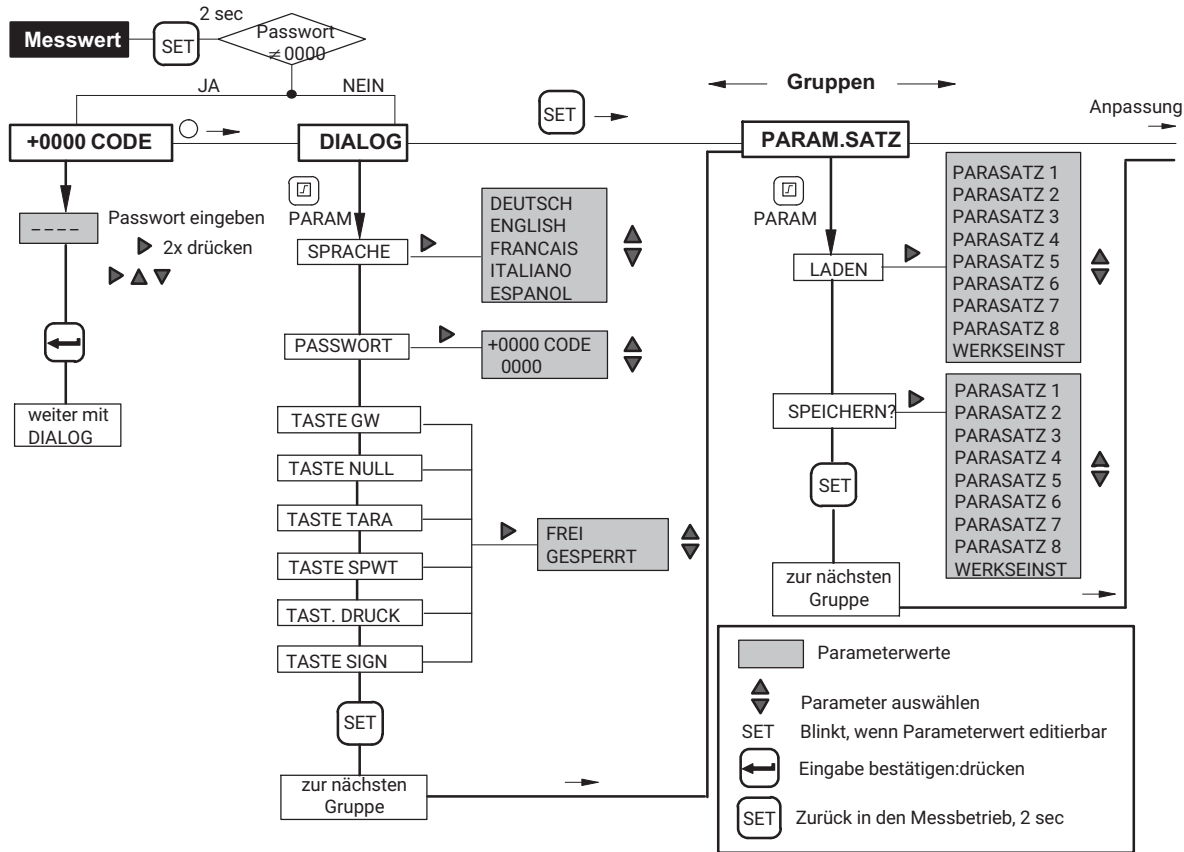 2 sec
Messwert
SET
Passwort
≠0000
JA
NEIN
Gruppen
SET
Anpassung
+0000 CODE
DIALOG
PARAM.SATZ
----
Passwort eingeben
2x drücken
weiter mit
DIALOG
PARAM
SPRACHE
DEUTSCH
ENGLISH
FRANCAIS
ITALIANO
ESPANOL
PASSWORT
+0000 CODE
0000
TASTE GW
TASTE NULL
TASTE TARA
TASTE SPWT
TAST. DRUCK
TASTE SIGN
FREI
GESPERRT
SET
zur nächsten
Gruppe
PARAM
LADEN
PARASATZ 1
PARASATZ 2
PARASATZ 3
PARASATZ 4
PARASATZ 5
PARASATZ 6
PARASATZ 7
PARASATZ 8
WERKSEINST
SPEICHERN?
PARASATZ 1
PARASATZ 2
PARASATZ 3
PARASATZ 4
PARASATZ 5
PARASATZ 6
PARASATZ 7
PARASATZ 8
WERKSEINST
SET
zur nächsten
Gruppe
Parameterwerte
Parameter auswählen
SET Blinkt, wenn Parameterwert editierbar
Eingabe bestätigen:drücken
SET Zurück in den Messbetrieb, 2 sec